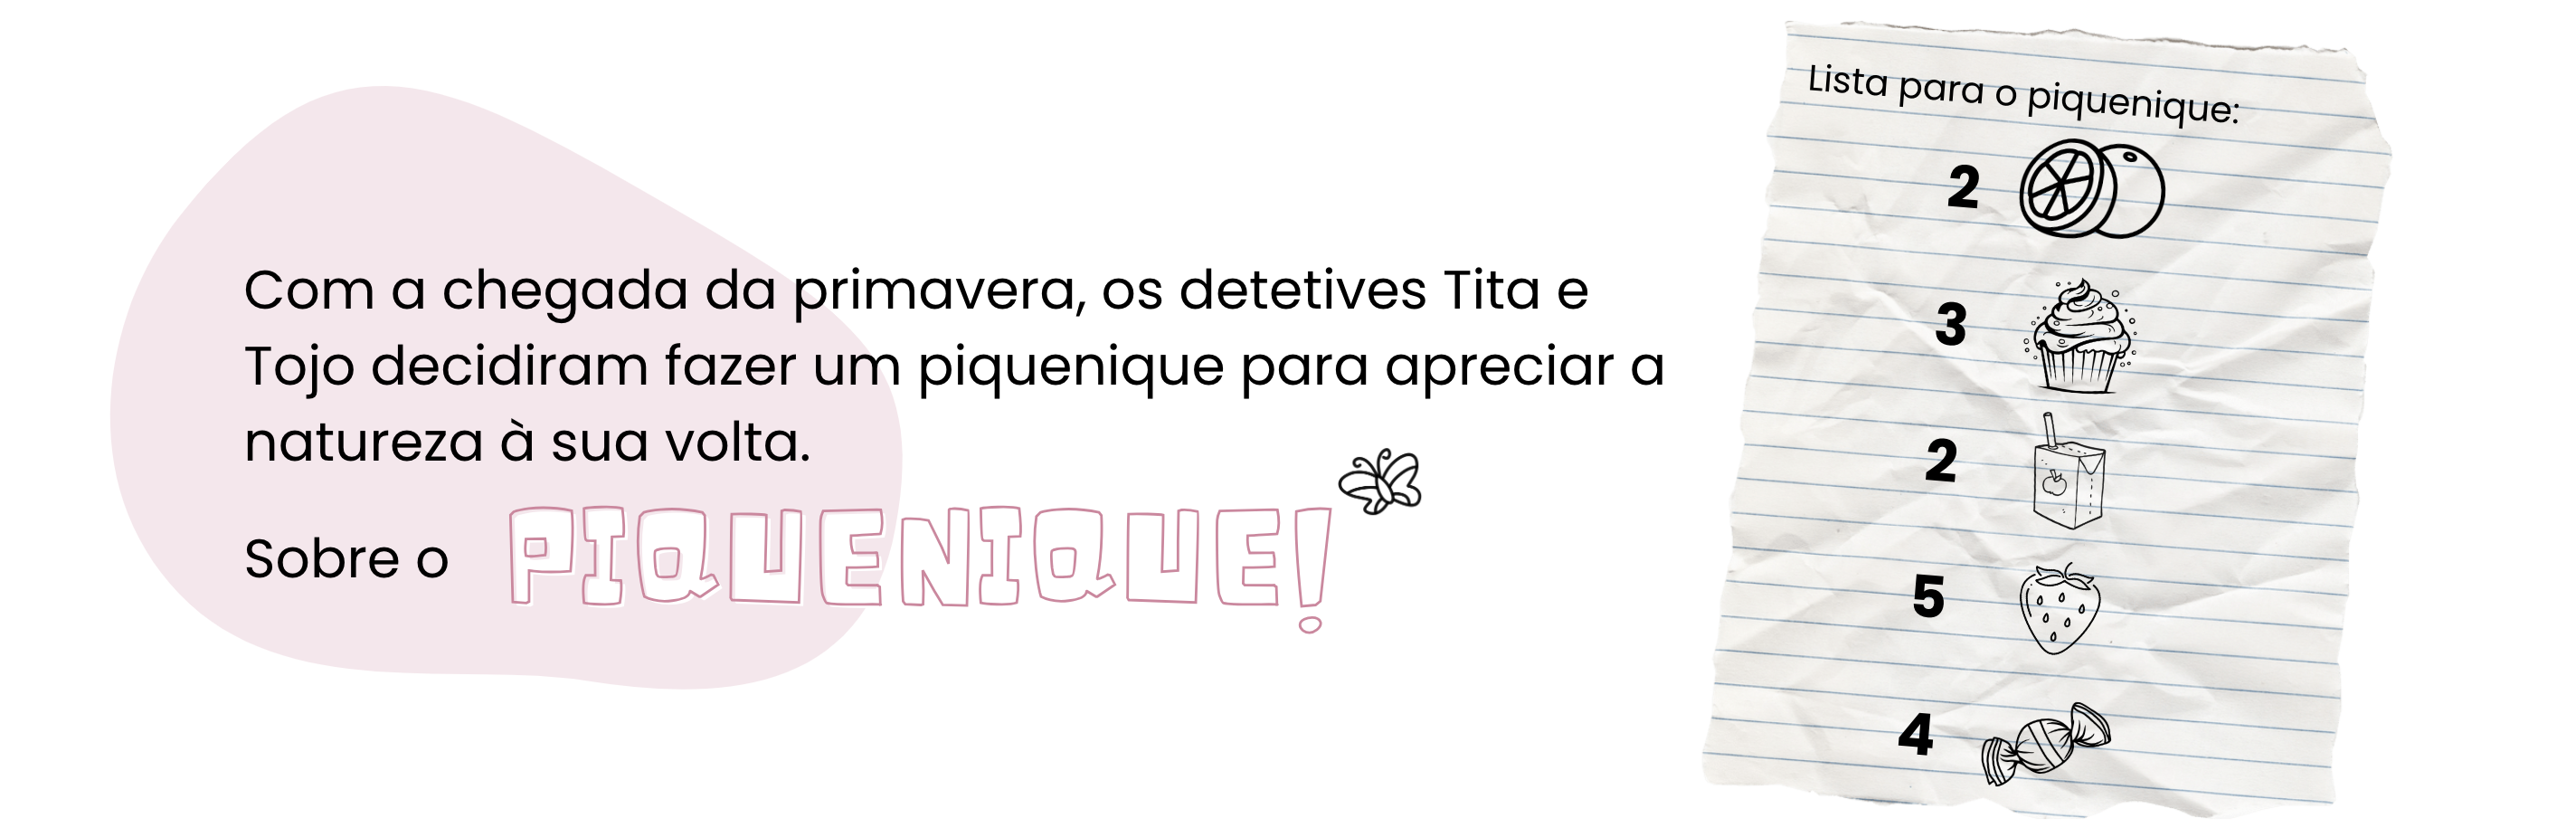 Com a chegada da primavera, os detetives Tita e
Tojo decidiram fazer um piquenique para apreciar a
natureza à sua volta.
Sobre o PIQUENIQUE!
Lista para o piquenique:
2
3
2
5
4